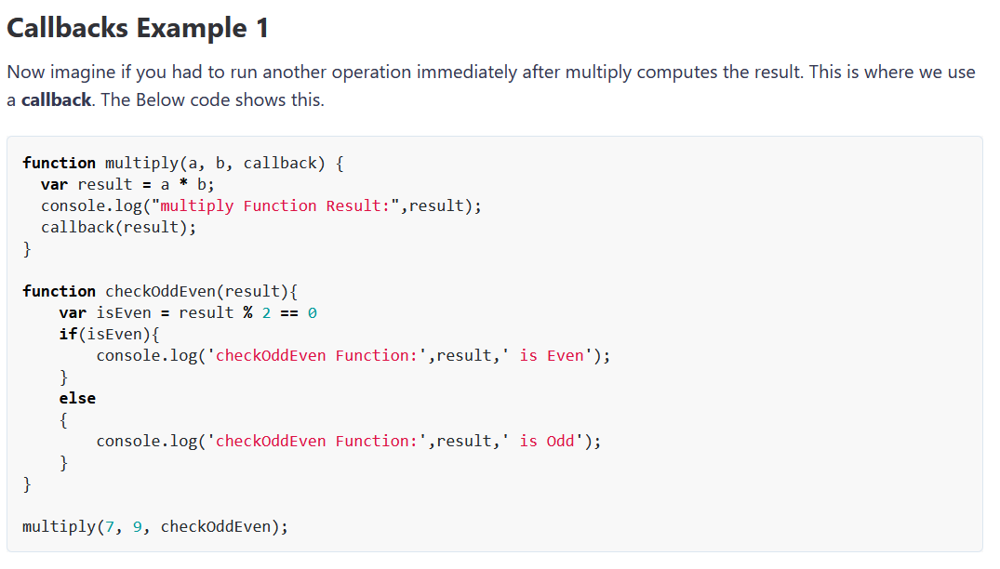 Callbacks Example 1
Now imagine if you had to run another operation immediately after multiply computes the result. This is where we use
a callback. The Below code shows this.
function multiply(a, b, callback) {
  var result = a * b;
  console.log("multiply Function Result:",result);
  callback(result);
}

function checkOddEven(result){
    var isEven = result % 2 == 0
    if(isEven){
        console.log('checkOddEven Function:',result,' is Even');
    }
    else
    {
        console.log('checkOddEven Function:',result,' is Odd');
    }
}

multiply(7, 9, checkOddEven);